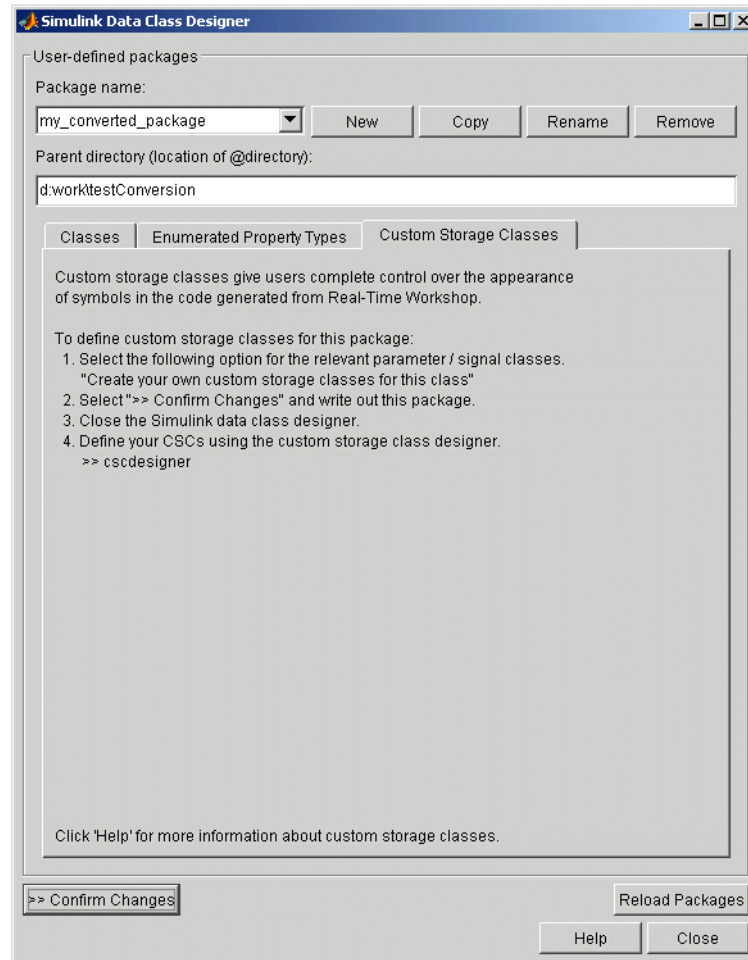 Simulink Data Class Designer
User-defined packages
Package name:
my_converted_package
New
Copy
Rename
Remove
Parent directory (location of @directory):
d:work\testConversion
Classes
Enumerated Property Types
Custom Storage Classes
Custom storage classes give users complete control over the appearance
of symbols in the code generated from Real-Time Workshop.
To define custom storage classes for this package:
1. Select the following option for the relevant parameter / signal classes.
"Create your own custom storage classes for this class"
2. Select ">> Confirm Changes" and write out this package.
3. Close the Simulink data class designer.
4. Define your CSCs using the custom storage class designer.
>> cscdesigner
Click 'Help' for more information about custom storage classes.
>> Confirm Changes
Reload Packages
Help
Close